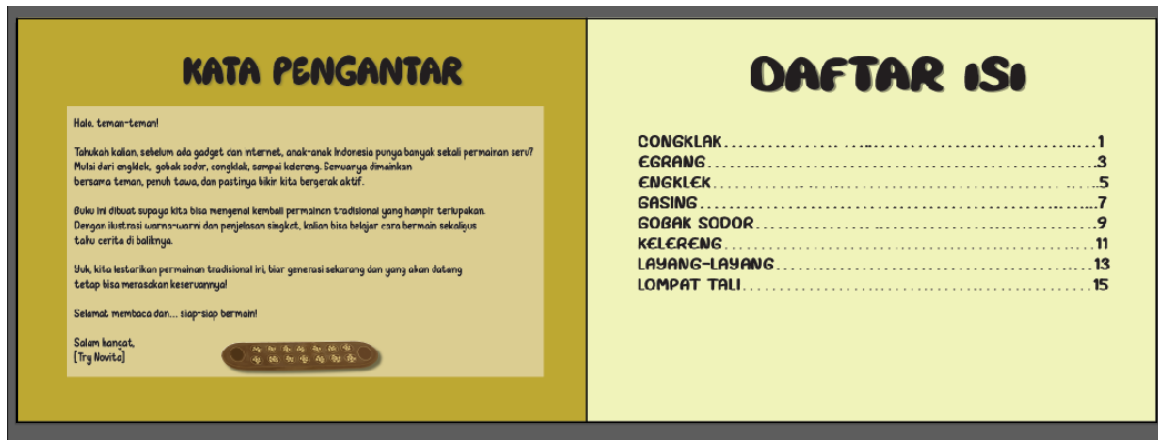 KATA PENGANTAR
Halo, teman-teman!
Tahukah kalian, sebelum ada gadget dan internet, anak-anak Indonesia punya banyak sekali permainan seru?
Mulai dari engklek, gobak sodor, congklak, sampai kelereng. Semuanya dimainkan
bersama teman, penuh tawa, dan pastinya bikin kita bergerak aktif.
Buku ini dibuat supaya kita bisa mengenal kembali permainan tradisional yang hampir terlupakan.
Dengan ilustrasi warna-warni dan penjelasan singkat, kalian bisa belajar cara bermain sekaligus
tahu cerita di baliknya.
Yuk, kita lestarikan permainan tradisional ini, biar generasi sekarang dan yang akan datang
tetap bisa merasakan keseruannya!
Selamat membaca dan... siap-siap bermain!
Salam hangat,
[Try Novita]
DAFTAR ISI
CONGKLAK 1
EGRANG 3
ENGKLEK 5
GASING 7
GOBAK SODOR 9
KELERENG 11
LAYANG-LAYANG 13
LOMPAT TALI 15